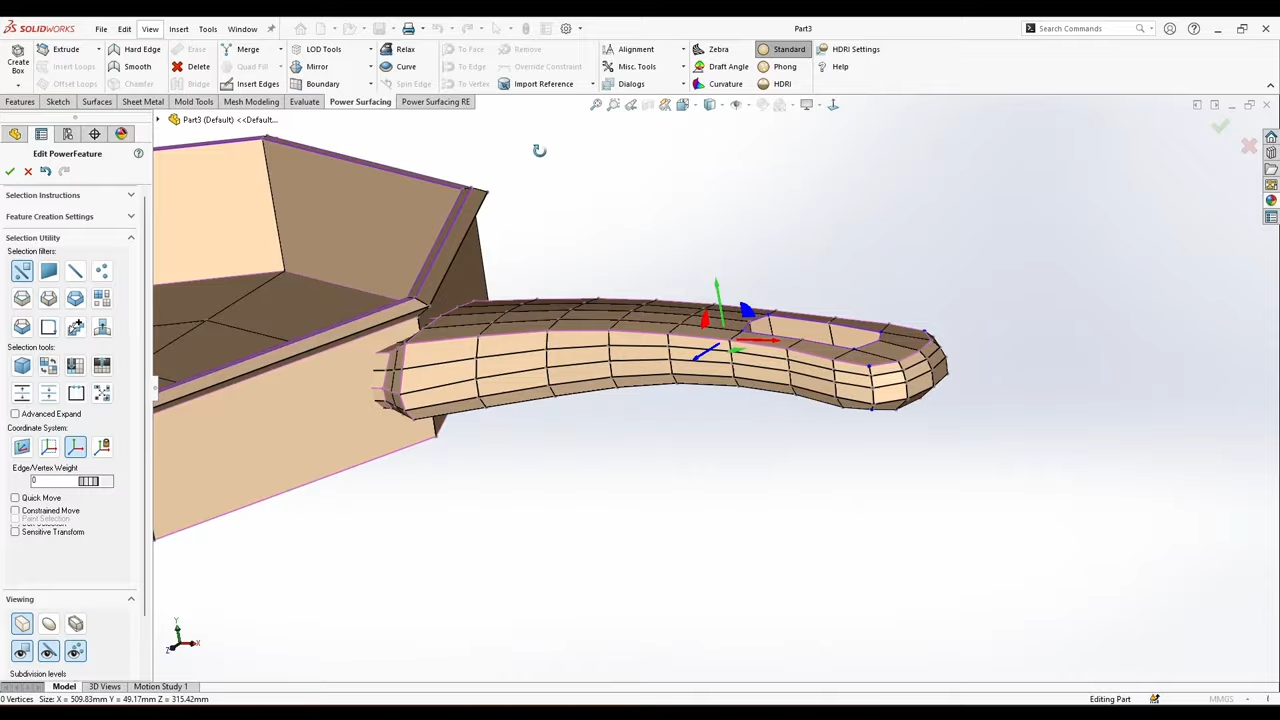 SOLIDWORKS File Edit View Insert Tools Window Part3 Search Commands
Create Box
Extrude Hard Edge Erase Merge LOD Tools Relax To Face Remove Alignment Zebra Standard HDRI Settings
Insert Loops Smooth Delete Quad Fill Mirror Curve To Edge Override Constraint Misc. Tools Draft Angle Phong Help
Offset Loops Chamfer Bridge Insert Edges Boundary Spin Edge To Vertex Import Reference Dialogs Curvature HDRI
Features Sketch Surfaces Sheet Metal Mold Tools Mesh Modeling Evaluate Power Surfacing Power Surfacing RE
Part3 (Default) <<Default...
Edit PowerFeature
Selection Instructions
Feature Creation Settings
Selection Utility
Selection filters:
Selection tools:
Advanced Expand
Coordinate System:
Edge/Vertex Weight
0
Quick Move
Constrained Move
Paint Selection
Sensitive Transform
Viewing
Subdivision levels
Y
X
Z
Model 3D Views Motion Study 1
0 Vertices Size: X = 509.83mm Y = 49.17mm Z = 315.42mm Editing Part MMGS